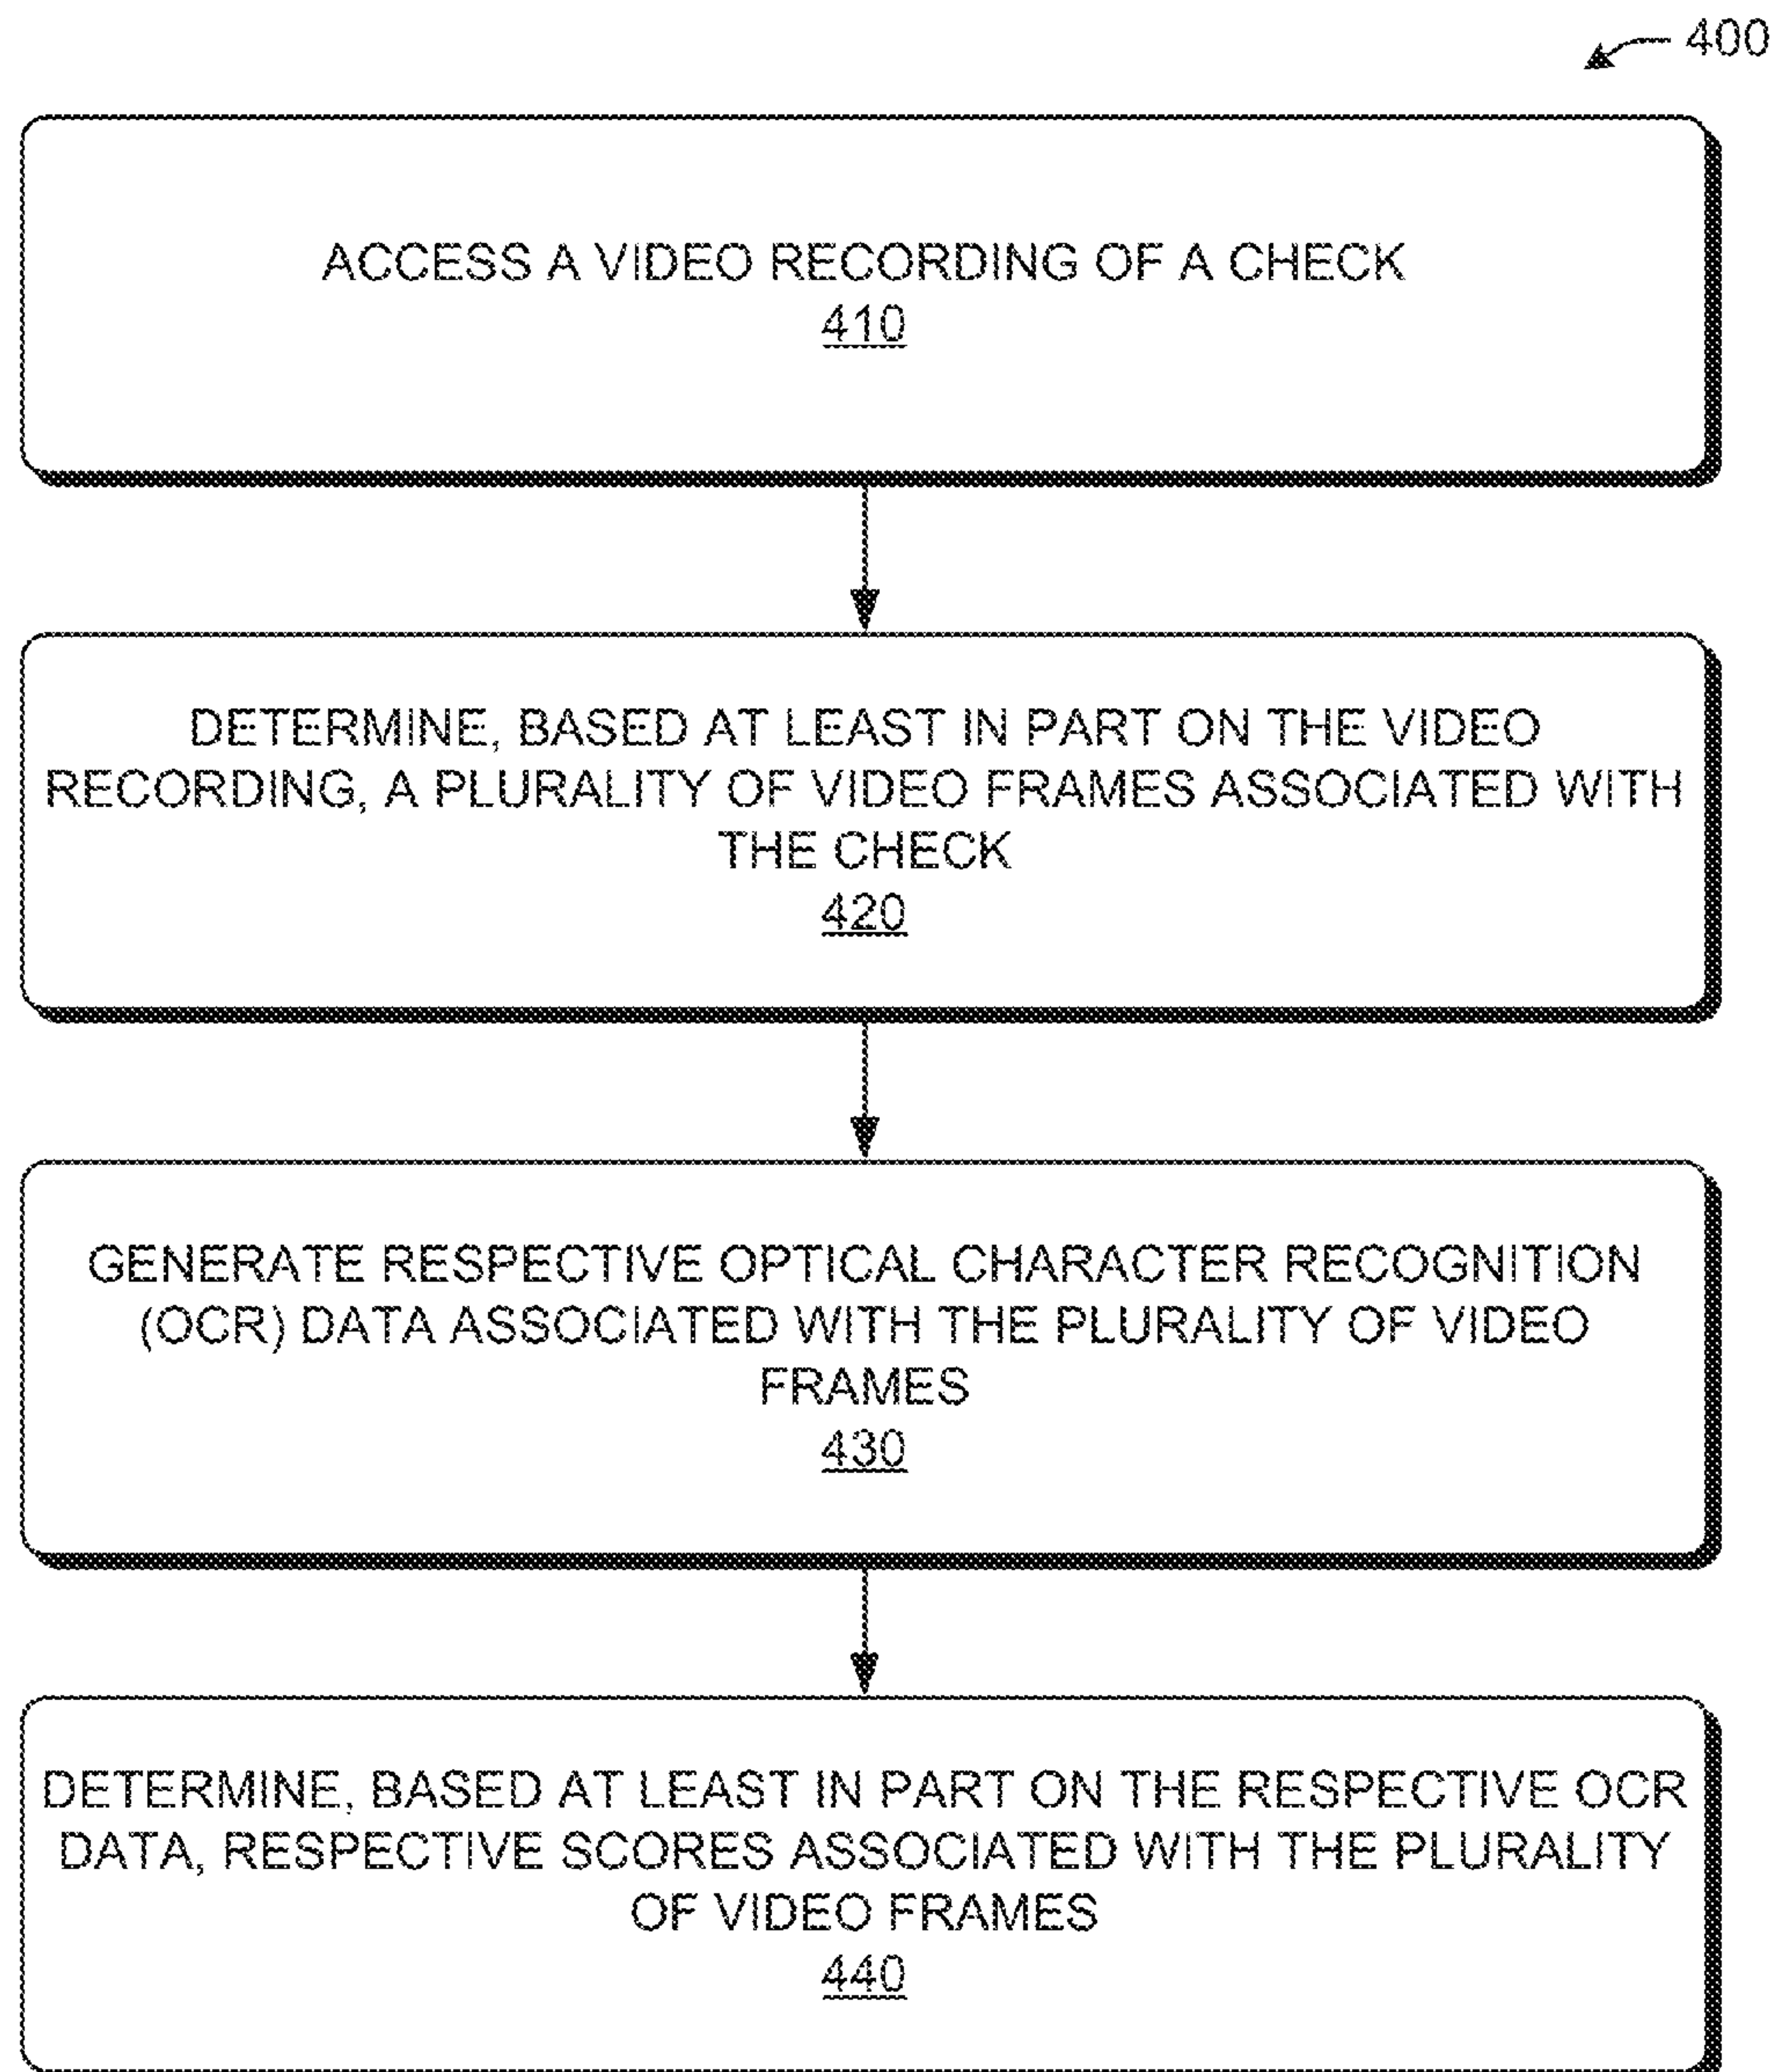 400
ACCESS A VIDEO RECORDING OF A CHECK
410
DETERMINE, BASED AT LEAST IN PART ON THE VIDEO
RECORDING, A PLURALITY OF VIDEO FRAMES ASSOCIATED WITH
THE CHECK
420
GENERATE RESPECTIVE OPTICAL CHARACTER RECOGNITION
(OCR) DATA ASSOCIATED WITH THE PLURALITY OF VIDEO
FRAMES
430
DETERMINE, BASED AT LEAST IN PART ON THE RESPECTIVE OCR
DATA, RESPECTIVE SCORES ASSOCIATED WITH THE PLURALITY
OF VIDEO FRAMES
440